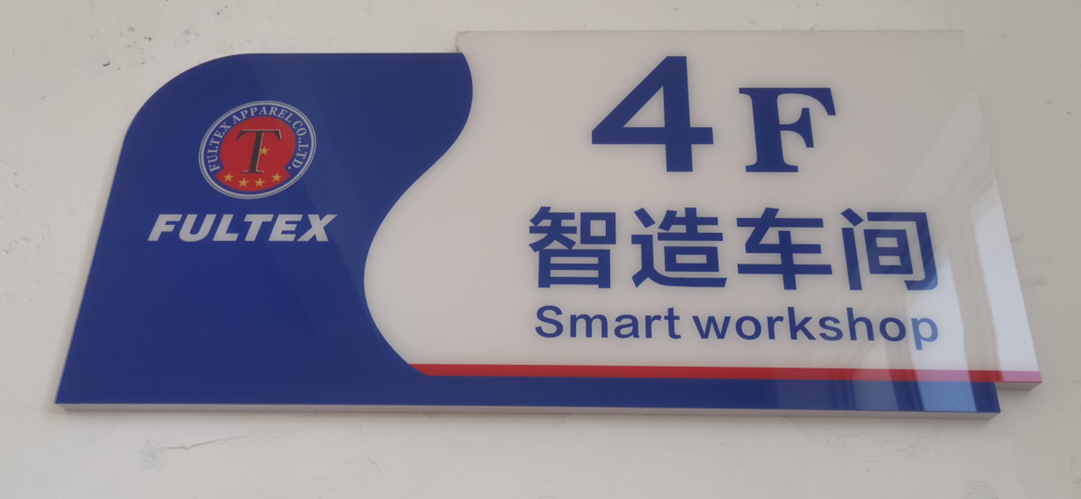 FULTEX APPAREL CO.,LTD.
T
FULTEX
4F
智造车间
Smart workshop